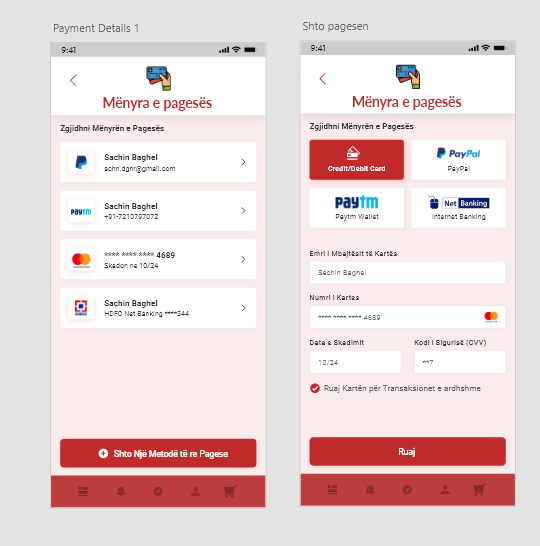 Payment Details 1
9:41
Mënyra e pagesës
Zgjidhni Mënyrën e Pagesës
Sachin Baghel
achn.dgnr@gmail.com
Paytm
Sachin Baghel
+91-7210797072
**** **** **** 4689
Skadon ne 10/24
Sachin Baghel
HDFC Net Banking ****344
Shto Një Metodë të re Pagese
Shto pagesen
9:41
Mënyra e pagesës
Zgjidhni Mënyrën e Pagesës
Credit/Debit Card
PayPal
PayPal
Paytm
Paytm Wallet
Net Banking
Internet Banking
Emri i Mbajtësit të Kartës
Sachin Baghel
Numri i Kartes
**** **** **** 4689
Data e Skadimit
Kodi i Sigurisë (CVV)
10/24
**7
Ruaj Kartën për Transaksionet e ardhshme
Ruaj